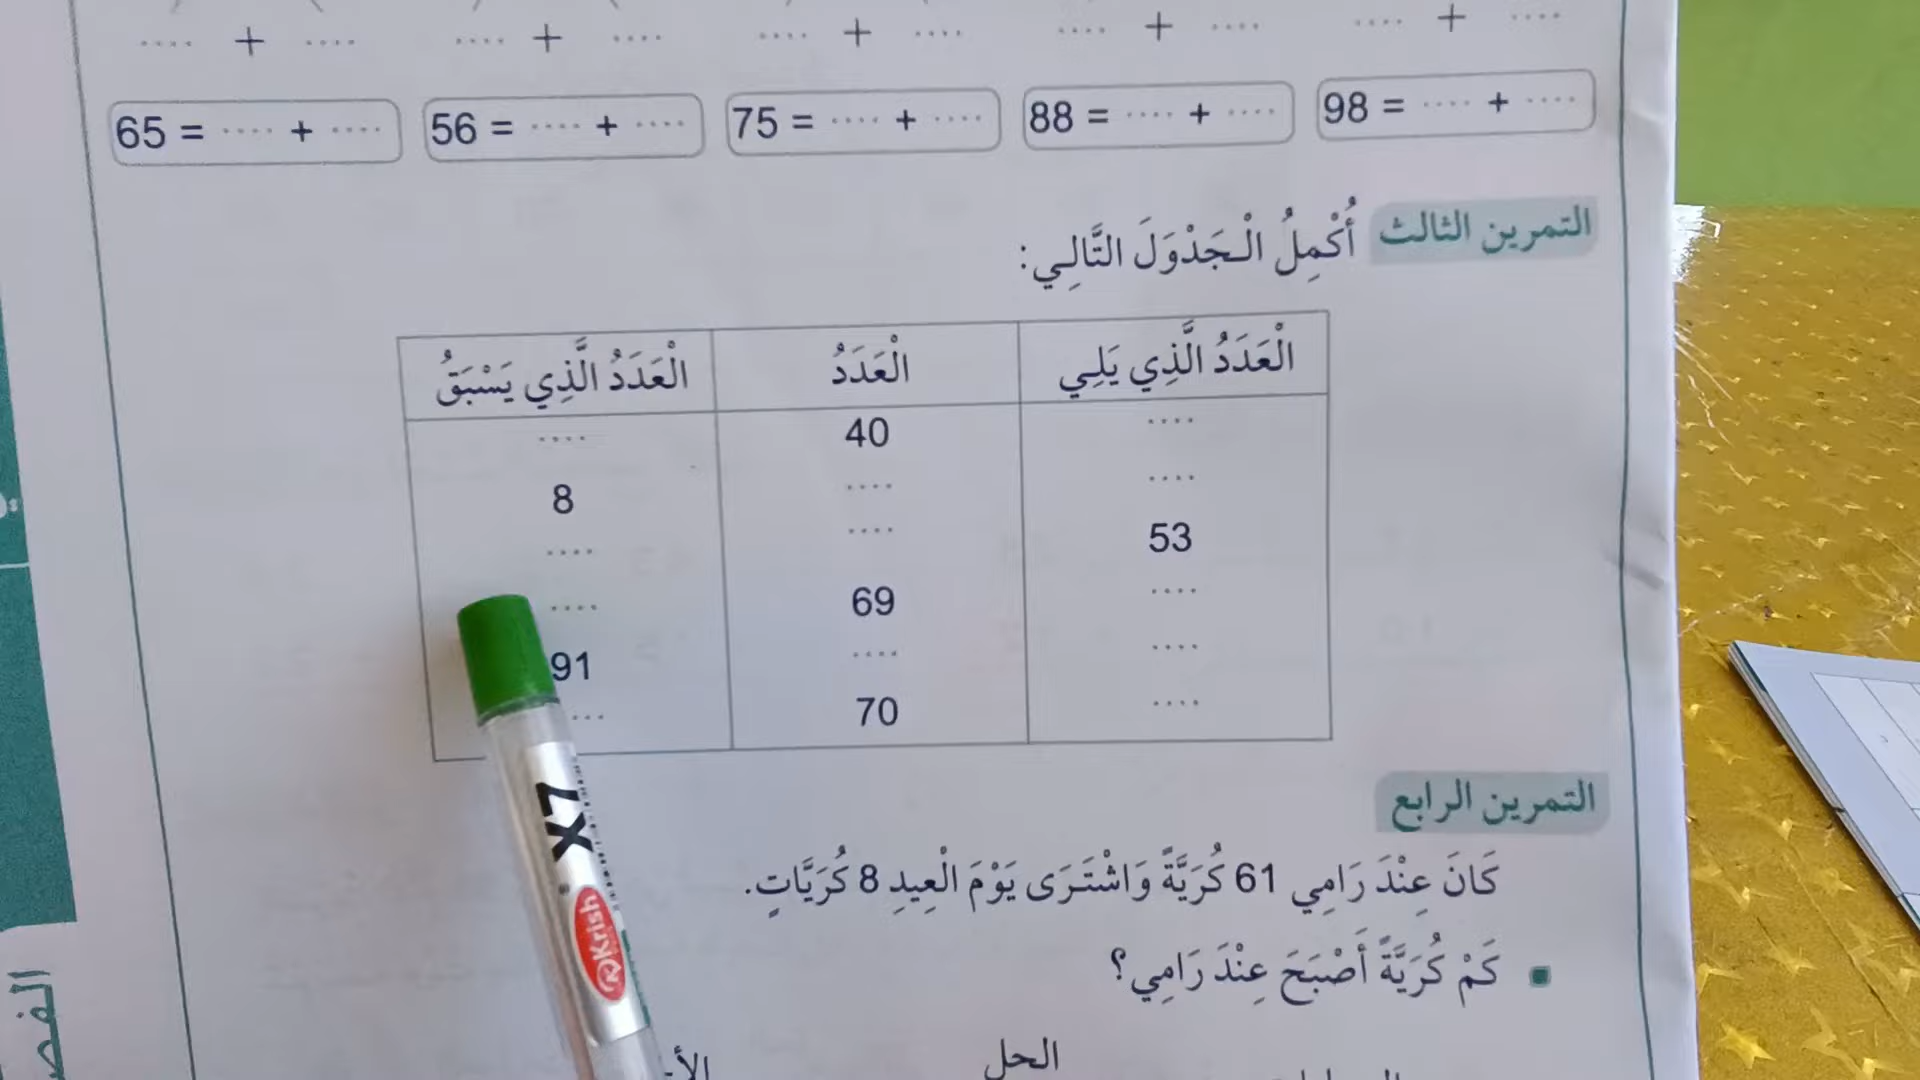 .... + .... .... + .... .... + .... .... + .... .... + ....
65 = .... + .... 56 = .... + .... 75 = .... + .... 88 = .... + .... 98 = .... + ....
التمرين الثالث أُكْمِلُ الْجَدْوَلَ التَّالِي:
الْعَدَدُ الَّذِي يَسْبَقُ الْعَدَدُ الْعَدَدُ الَّذِي يَلِي
.... 40 ....
8 .... ....
.... .... 53
.... 69 ....
91 .... ....
... 70 ....
التمرين الرابع
كَانَ عِنْدَ رَامِي 61 كُرَيَّةً وَاشْتَرَى يَوْمَ الْعِيدِ 8 كُرَيَّاتٍ.
كَمْ كُرَيَّةً أَصْبَحَ عِنْدَ رَامِي؟
الحل
X7
Krish